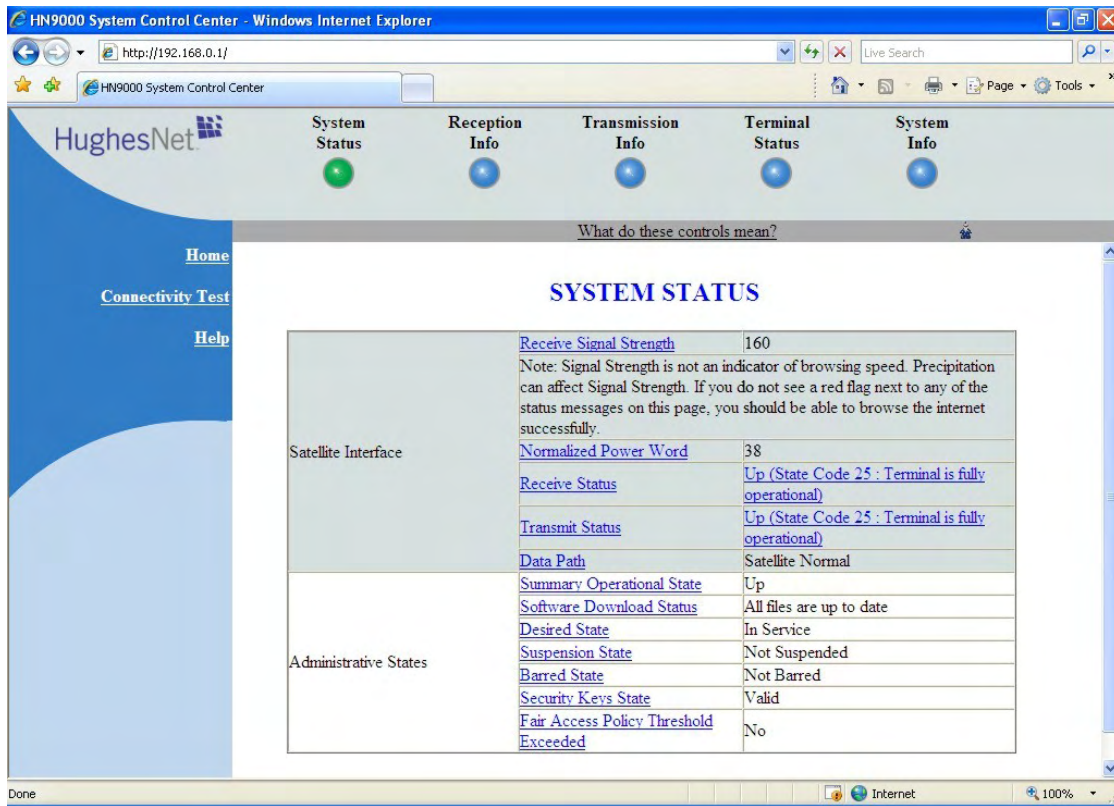 HN9000 System Control Center - Windows Internet Explorer
http://192.168.0.1/
Live Search
HN9000 System Control Center
Page
Tools
HughesNet.
System
Status
Reception
Info
Transmission
Info
Terminal
Status
System
Info
What do these controls mean?
Home
Connectivity Test
Help
SYSTEM STATUS
Satellite Interface
Receive Signal Strength 160
Note: Signal Strength is not an indicator of browsing speed. Precipitation
can affect Signal Strength. If you do not see a red flag next to any of the
status messages on this page, you should be able to browse the internet
successfully.
Normalized Power Word 38
Receive Status Up (State Code 25 : Terminal is fully
operational)
Transmit Status Up (State Code 25 : Terminal is fully
operational)
Data Path Satellite Normal
Administrative States
Summary Operational State Up
Software Download Status All files are up to date
Desired State In Service
Suspension State Not Suspended
Barred State Not Barred
Security Keys State Valid
Fair Access Policy Threshold
Exceeded No
Done
Internet
100%